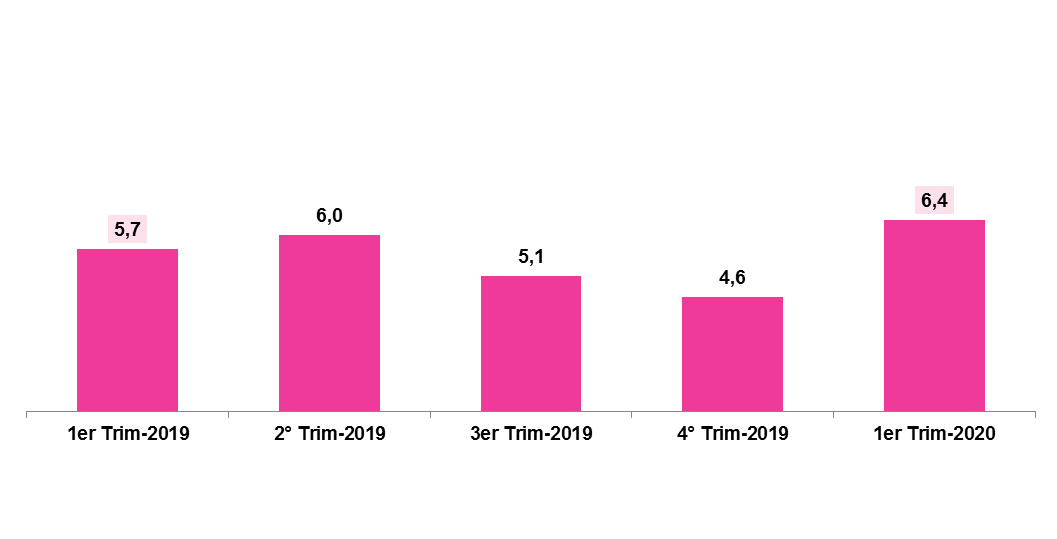 5,7
6,0
5,1
4,6
6,4
1er Trim-2019
2° Trim-2019
3er Trim-2019
4° Trim-2019
1er Trim-2020